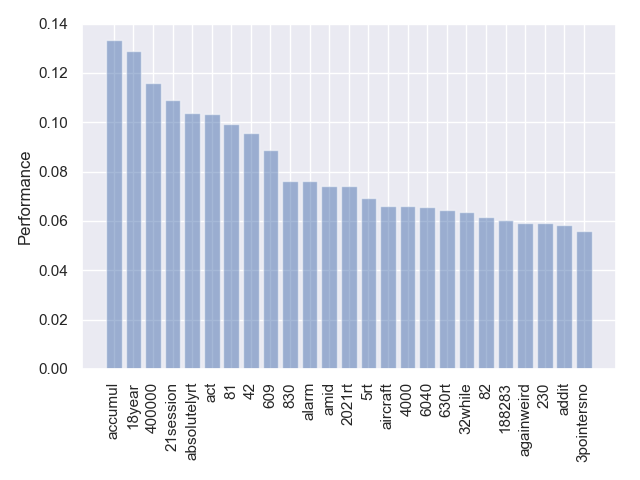 0.14
0.12
0.10
0.08
0.06
0.04
0.02
0.00
Performance
accumul
18year
400000
21session
absolutelyrt
act
81
42
609
830
alarm
amid
2021rt
5rt
aircraft
4000
6040
630rt
32while
82
188283
againweird
230
addit
3pointersno